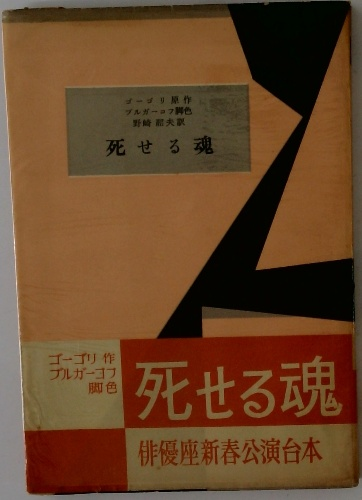 ゴーゴリ原作
ブルガーコフ脚色
野崎韶夫訳
死せる魂
ゴーゴリ作
ブルガーコフ
脚色
死せる魂
俳優座新春公演台本